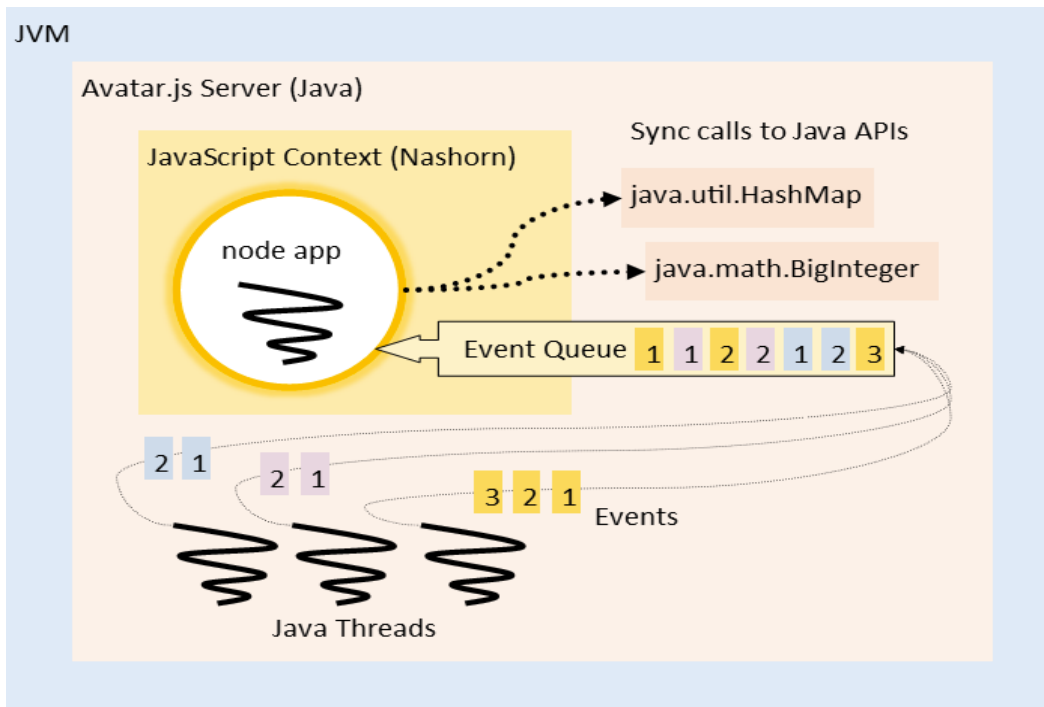 JVM
Avatar.js Server (Java)
Sync calls to Java APIs
JavaScript Context (Nashorn)
java.util.HashMap
node app
java.math.BigInteger
Event Queue 1 1 2 2 1 2 3
2 1
2 1
3 2 1
Events
Java Threads